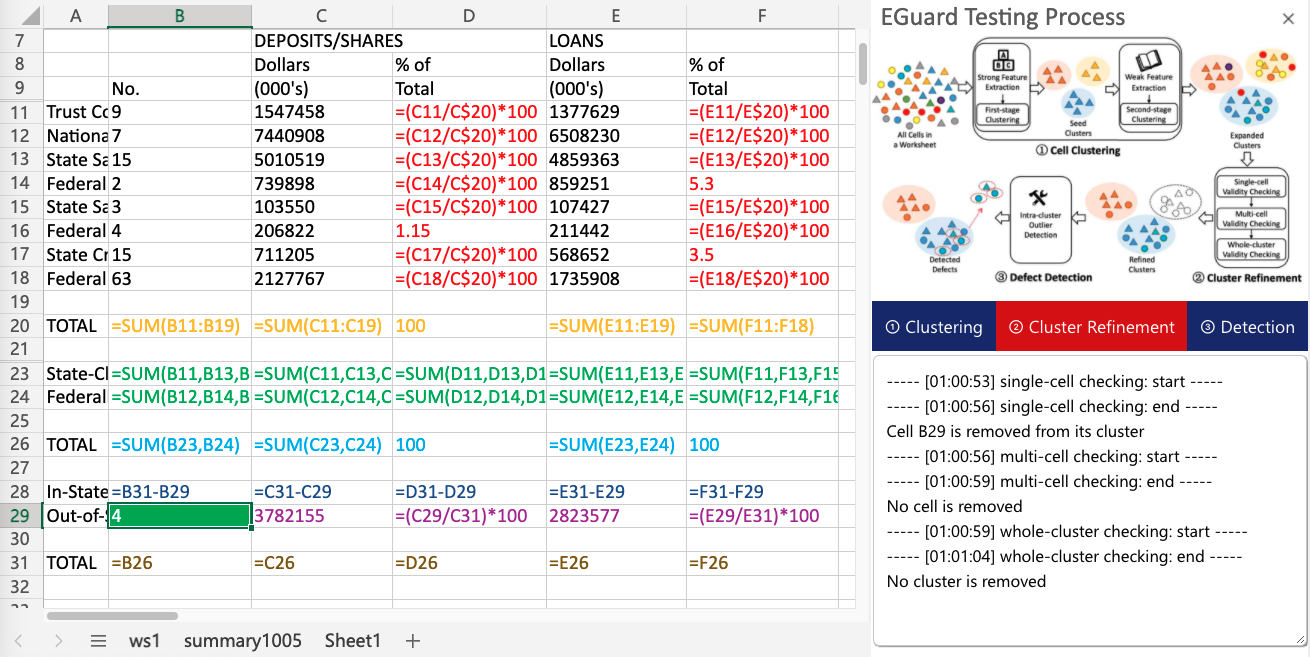 A B C D E F
7 DEPOSITS/SHARES LOANS
8 Dollars % of Dollars % of
9 No. (000's) Total (000's) Total
11 Trust Co 9 1547458 =(C11/C$20)*100 1377629 =(E11/E$20)*100
12 Nationa 7 7440908 =(C12/C$20)*100 6508230 =(E12/E$20)*100
13 State Sa 15 5010519 =(C13/C$20)*100 4859363 =(E13/E$20)*100
14 Federal 2 739898 =(C14/C$20)*100 859251 5.3
15 State Sa 3 103550 =(C15/C$20)*100 107427 =(E15/E$20)*100
16 Federal 4 206822 1.15 211442 =(E16/E$20)*100
17 State Cr 15 711205 =(C17/C$20)*100 568652 3.5
18 Federal 63 2127767 =(C18/C$20)*100 1735908 =(E18/E$20)*100
19
20 TOTAL =SUM(B11:B19) =SUM(C11:C19) 100 =SUM(E11:E19) =SUM(F11:F18)
21
23 State-Cl =SUM(B11,B13,B =SUM(C11,C13,C =SUM(D11,D13,D1 =SUM(E11,E13,E =SUM(F11,F13,F15
24 Federal =SUM(B12,B14,B =SUM(C12,C14,C =SUM(D12,D14,D1 =SUM(E12,E14,E =SUM(F12,F14,F16
25
26 TOTAL =SUM(B23,B24) =SUM(C23,C24) 100 =SUM(E23,E24) 100
27
28 In-State =B31-B29 =C31-C29 =D31-D29 =E31-E29 =F31-F29
29 Out-of- 4 3782155 =(C29/C31)*100 2823577 =(E29/E31)*100
30
31 TOTAL =B26 =C26 =D26 =E26 =F26
32
ws1 summary1005 Sheet1 +
EGuard Testing Process
All Cells in
a Worksheet
A
B C
Strong Feature
Extraction
First-stage
Clustering
Seed
Clusters
Weak Feature
Extraction
Second-stage
Clustering
Expanded
Clusters
① Cell Clustering
Single-cell
Validity Checking
Multi-cell
Validity Checking
Whole-cluster
Validity Checking
② Cluster Refinement
Refined
Clusters
Intra-cluster
Outlier
Detection
③ Defect Detection
Detected
Defects
① Clustering ② Cluster Refinement ③ Detection
----- [01:00:53] single-cell checking: start -----
----- [01:00:56] single-cell checking: end -----
Cell B29 is removed from its cluster
----- [01:00:56] multi-cell checking: start -----
----- [01:00:59] multi-cell checking: end -----
No cell is removed
----- [01:00:59] whole-cluster checking: start -----
----- [01:01:04] whole-cluster checking: end -----
No cluster is removed